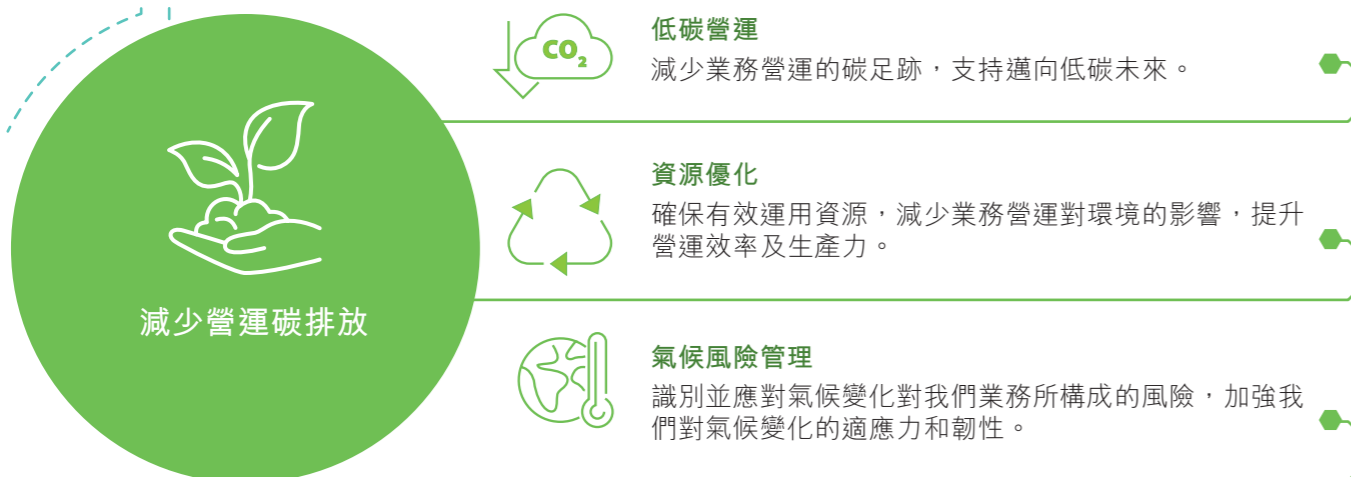 減少營運碳排放
CO₂
低碳營運
減少業務營運的碳足跡，支持邁向低碳未來。
資源優化
確保有效運用資源，減少業務營運對環境的影響，提升
營運效率及生產力。
氣候風險管理
識別並應對氣候變化對我們業務所構成的風險，加強我
們對氣候變化的適應力和韌性。